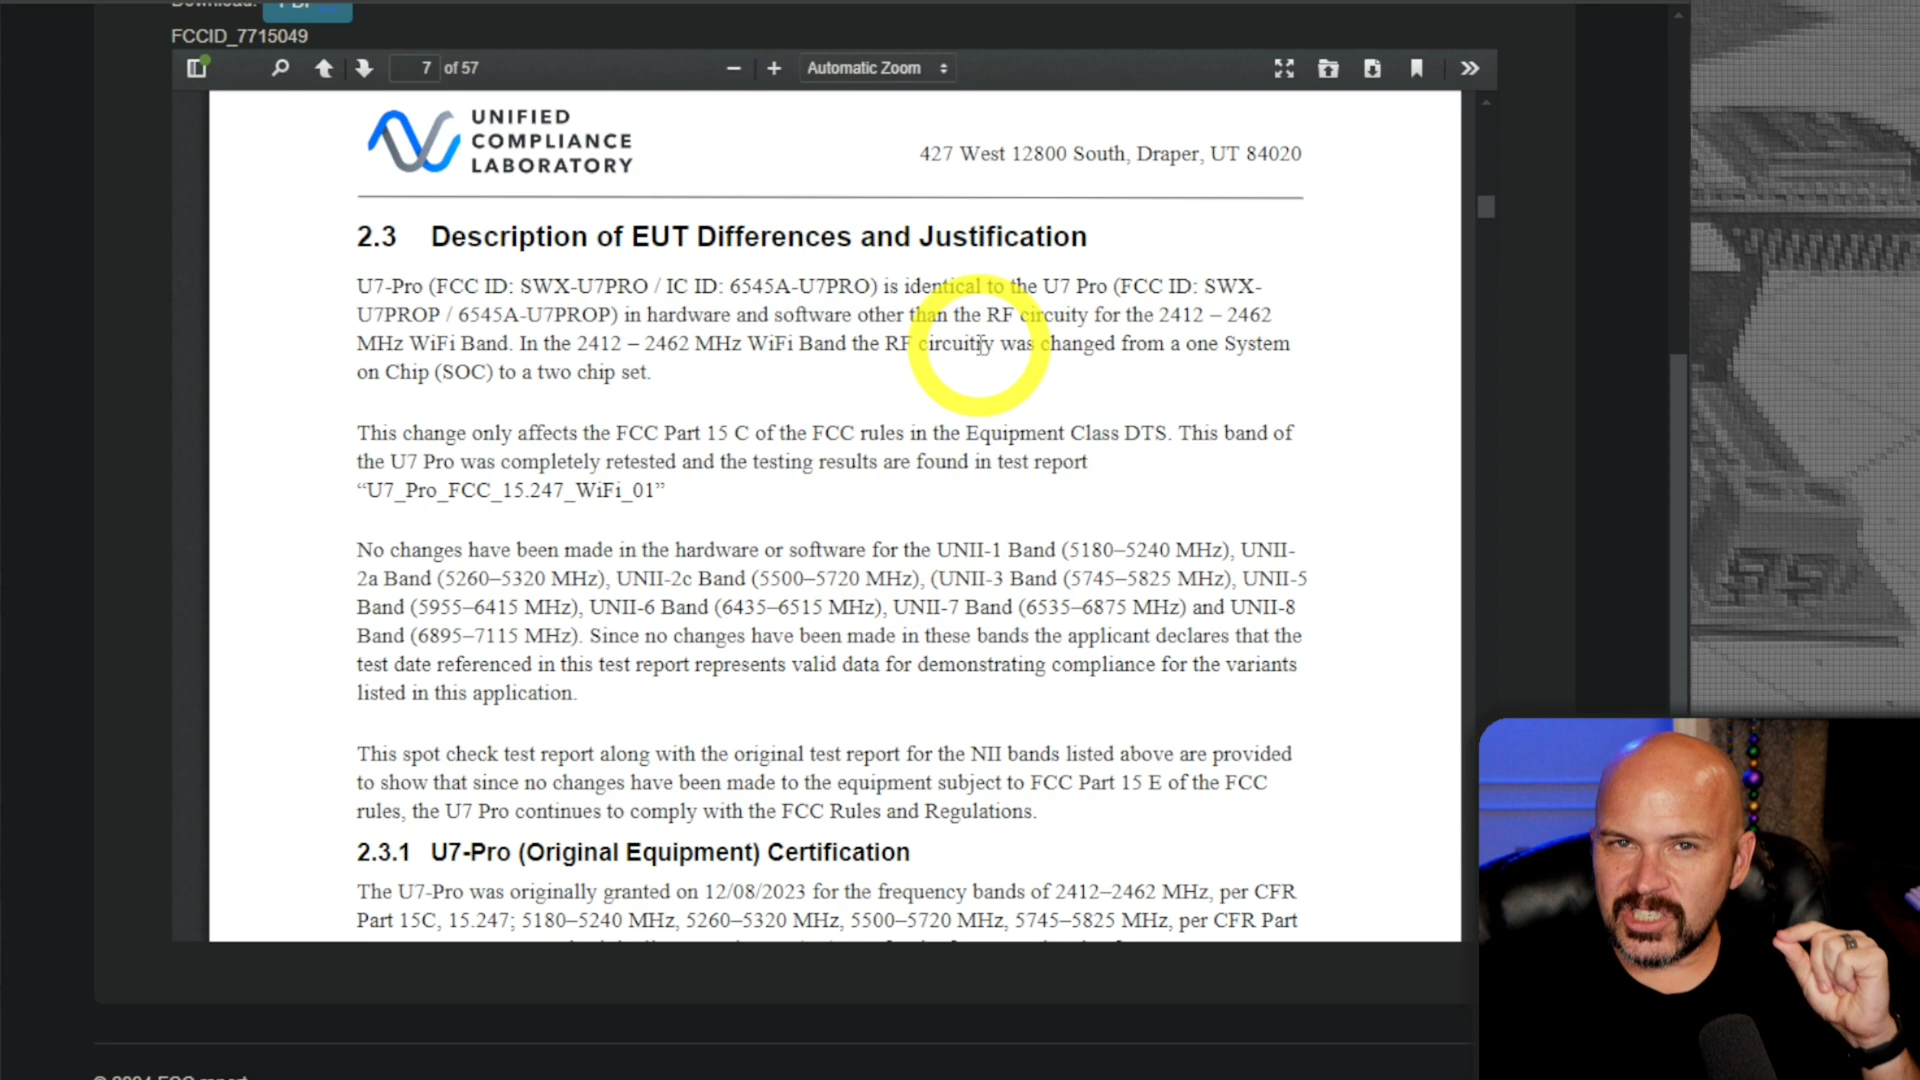 FCCID_7715049
7 of 57
Automatic Zoom
UNIFIED
COMPLIANCE
LABORATORY
427 West 12800 South, Draper, UT 84020
2.3 Description of EUT Differences and Justification
U7-Pro (FCC ID: SWX-U7PRO / IC ID: 6545A-U7PRO) is identical to the U7 Pro (FCC ID: SWX-
U7PROP / 6545A-U7PROP) in hardware and software other than the RF circuity for the 2412 – 2462
MHz WiFi Band. In the 2412 – 2462 MHz WiFi Band the RF circuitry was changed from a one System
on Chip (SOC) to a two chip set.
This change only affects the FCC Part 15 C of the FCC rules in the Equipment Class DTS. This band of
the U7 Pro was completely retested and the testing results are found in test report
“U7_Pro_FCC_15.247_WiFi_01”
No changes have been made in the hardware or software for the UNII-1 Band (5180–5240 MHz), UNII-
2a Band (5260–5320 MHz), UNII-2c Band (5500–5720 MHz), (UNII-3 Band (5745–5825 MHz), UNII-5
Band (5955–6415 MHz), UNII-6 Band (6435–6515 MHz), UNII-7 Band (6535–6875 MHz) and UNII-8
Band (6895–7115 MHz). Since no changes have been made in these bands the applicant declares that the
test date referenced in this test report represents valid data for demonstrating compliance for the variants
listed in this application.
This spot check test report along with the original test report for the NII bands listed above are provided
to show that since no changes have been made to the equipment subject to FCC Part 15 E of the FCC
rules, the U7 Pro continues to comply with the FCC Rules and Regulations.
2.3.1 U7-Pro (Original Equipment) Certification
The U7-Pro was originally granted on 12/08/2023 for the frequency bands of 2412–2462 MHz, per CFR
Part 15C, 15.247; 5180–5240 MHz, 5260–5320 MHz, 5500–5720 MHz, 5745–5825 MHz, per CFR Part